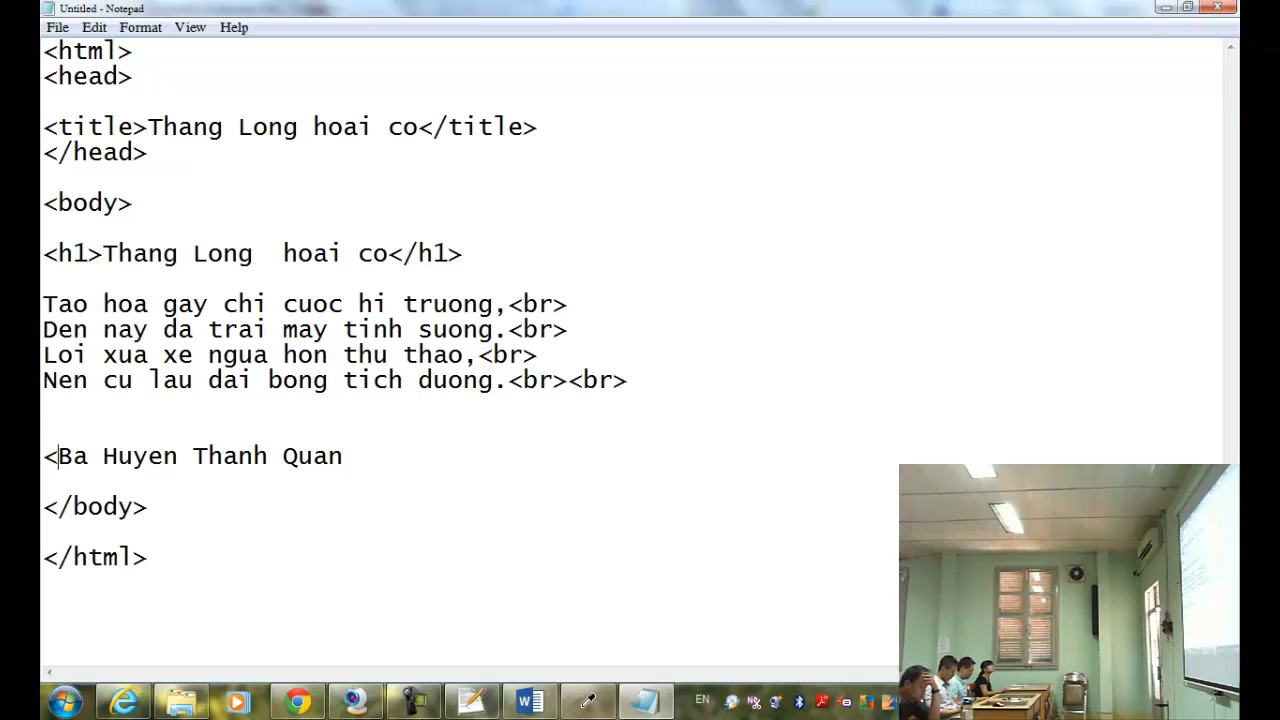 Untitled - Notepad
File Edit Format View Help
<html>
<head>
<title>Thang Long hoai co</title>
</head>
<body>
<h1>Thang Long  hoai co</h1>
Tao hoa gay chi cuoc hi truong,<br>
Den nay da trai may tinh suong.<br>
Loi xua xe ngua hon thu thao,<br>
Nen cu lau dai bong tich duong.<br><br>
<Ba Huyen Thanh Quan
</body>
</html>
EN